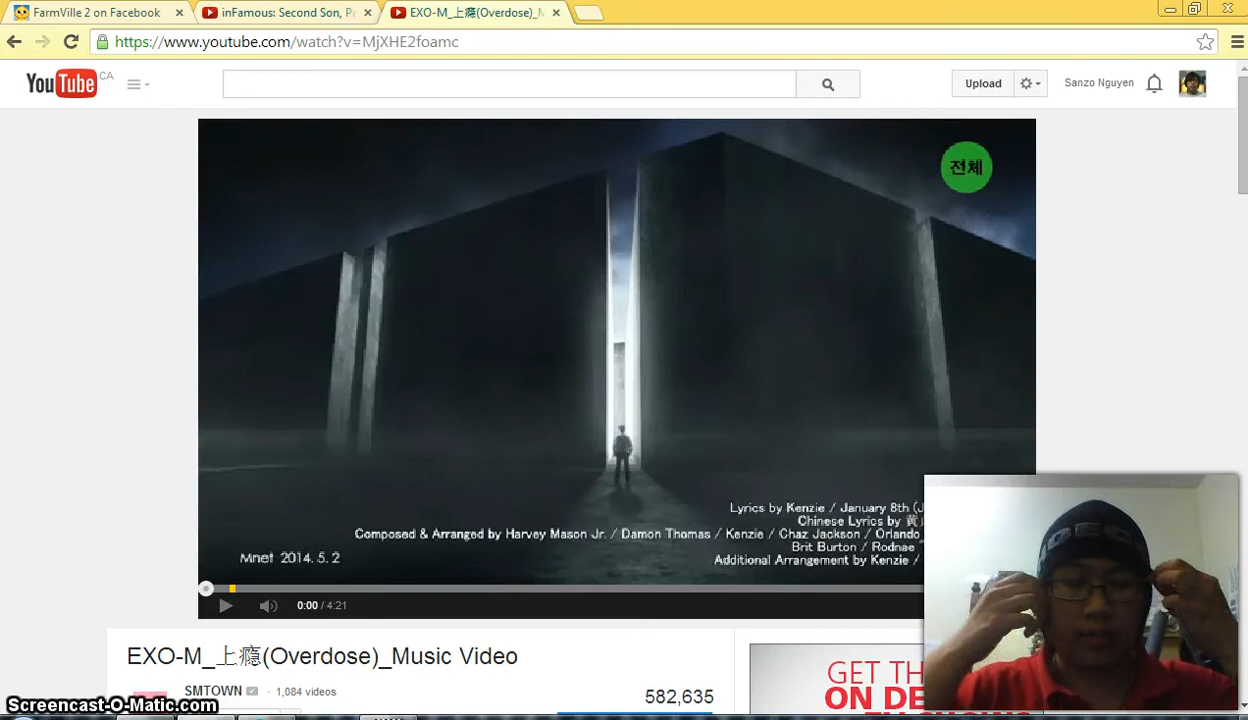 FarmVille 2 on Facebook
inFamous: Second Son, P
EXO-M_上瘾(Overdose)_M
https://www.youtube.com/watch?v=MjXHE2foamc
YouTube CA
Upload
Sanzo Nguyen
전체
Lyrics by Kenzie / January 8th (J
Chinese Lyrics by 黃
Composed & Arranged by Harvey Mason Jr. / Damon Thomas / Kenzie / Chaz Jackson / Orlando
Brit Burton / Rodnae
Mnet 2014. 5. 2
Additional Arrangement by Kenzie /
0:00 / 4:21
EXO-M_上瘾(Overdose)_Music Video
SMTOWN · 1,084 videos
582,635
GET TH
ON DE
Screencast-O-Matic.com